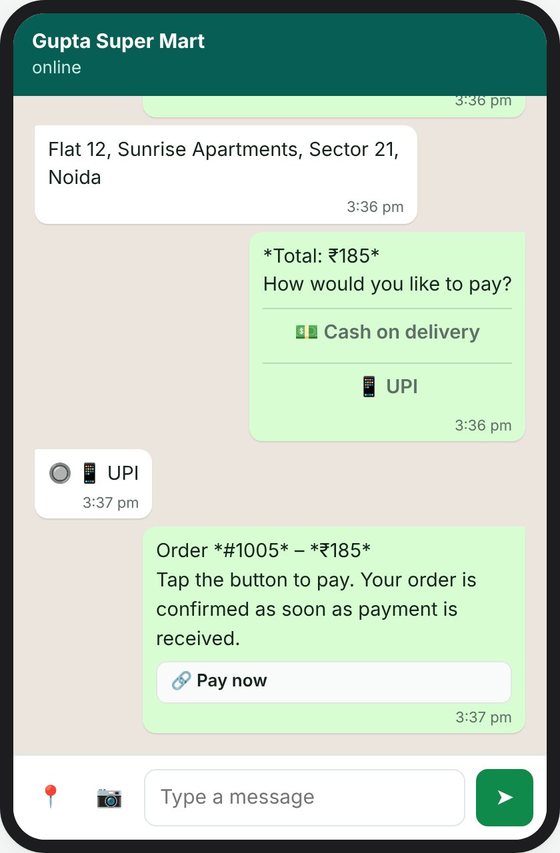 Gupta Super Mart
online
3:36 pm
Flat 12, Sunrise Apartments, Sector 21,
Noida
3:36 pm
*Total: ₹185*
How would you like to pay?
💵 Cash on delivery
📱 UPI
3:36 pm
🔘 📱 UPI
3:37 pm
Order *#1005* – *₹185*
Tap the button to pay. Your order is
confirmed as soon as payment is
received.
🔗 Pay now
3:37 pm
Type a message